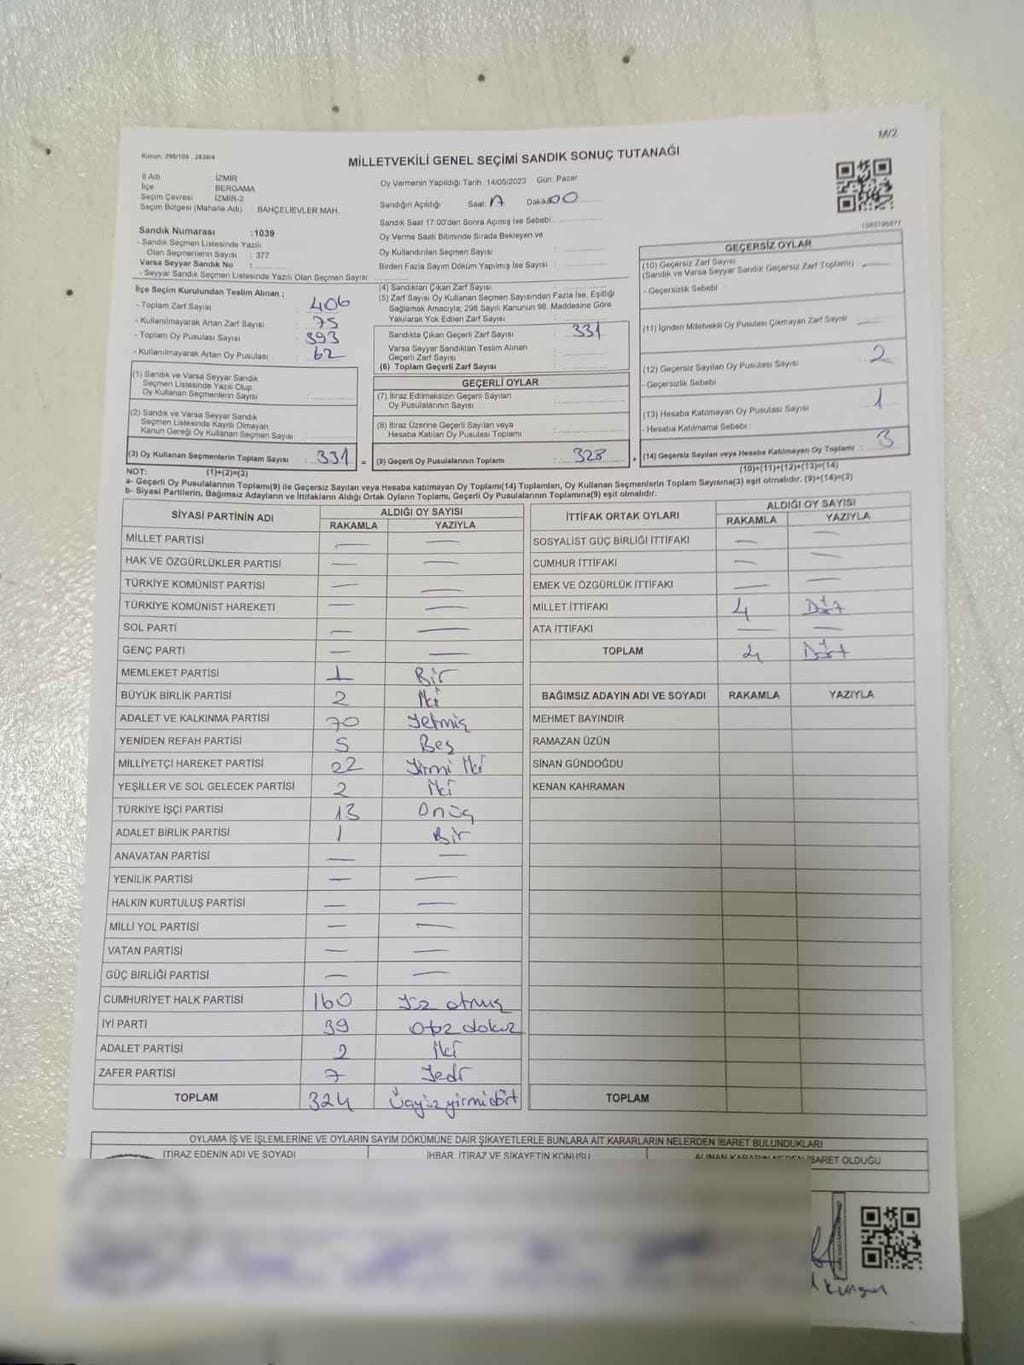 M/2
Kanun: 298/105 - 2839/4
MİLLETVEKİLİ GENEL SEÇİMİ SANDIK SONUÇ TUTANAĞI
İl Adı : İZMİR
İlçe BERGAMA
Seçim Çevresi İZMİR-2
Seçim Bölgesi (Mahalle Adı) BAHÇELİEVLER MAH.
Sandık Numarası :1039
- Sandık Seçmen Listesinde Yazılı
Olan Seçmenlerin Sayısı : 377
Varsa Seyyar Sandık No :
- Seyyar Sandık Seçmen Listesinde Yazılı Olan Seçmen Sayısı
Oy Vermenin Yapıldığı Tarih :14/05/2023 Gün: Pazar
Sandığın Açıldığı Saat: Dakika: 00
Sandık Saat 17:00'den Sonra Açılmış İse Sebebi
Oy Verme Saati Bitiminde Sırada Bekleyen ve
Oy Kullandırılan Seçmen Sayısı
Birden Fazla Sayım Döküm Yapılmış İse Sayısı
İlçe Seçim Kurulundan Teslim Alınan ;
- Toplam Zarf Sayısı : 406
- Kullanılmayarak Artan Zarf Sayısı : 75
- Toplam Oy Pusulası Sayısı : 393
- Kullanılmayarak Artan Oy Pusulası : 62
(1) Sandık ve Varsa Seyyar Sandık
Seçmen Listesinde Yazılı Olup
Oy Kullanan Seçmenlerin Sayısı
(2) Sandık ve Varsa Seyyar Sandık
Seçmen Listesinde Kayıtlı Olmayan
Kanun Gereği Oy Kullanan Seçmen Sayısı
(3) Oy Kullanan Seçmenlerin Toplam Sayısı : 331
(1)+(2)=(3)
(4) Sandıktan Çıkan Zarf Sayısı
(5) Zarf Sayısı Oy Kullanan Seçmen Sayısından Fazla İse, Eşitliği
Sağlamak Amacıyla; 298 Sayılı Kanunun 98. Maddesine Göre
Yakılarak Yok Edilen Zarf Sayısı
Sandıkta Çıkan Geçerli Zarf Sayısı : 331
Varsa Seyyar Sandıktan Teslim Alınan
Geçerli Zarf Sayısı
(6) Toplam Geçerli Zarf Sayısı
GEÇERLİ OYLAR
(7) İtiraz Edilmeksizin Geçerli Sayılan
Oy Pusulalarının Sayısı
(8) İtiraz Üzerine Geçerli Sayılan veya
Hesaba Katılan Oy Pusulası Toplamı
= (9) Geçerli Oy Pusulalarının Toplamı : 328
GEÇERSİZ OYLAR
(10) Geçersiz Zarf Sayısı
(Sandık ve Varsa Seyyar Sandık Geçersiz Zarf Toplamı)
- Geçersizlik Sebebi
(11) İçinden Milletvekili Oy Pusulası Çıkmayan Zarf Sayısı
(12) Geçersiz Sayılan Oy Pusulası Sayısı 2
- Geçersizlik Sebebi
(13) Hesaba Katılmayan Oy Pusulası Sayısı 1
- Hesaba Katılmama Sebebi :
+ (14) Geçersiz Sayılan veya Hesaba Katılmayan Oy Toplamı 3
(10)+(11)+(12)+(13)=(14)
NOT:
a- Geçerli Oy Pusulalarının Toplamı(9) ile Geçersiz Sayılan veya Hesaba katılmayan Oy Toplamı(14) Toplamları, Oy Kullanan Seçmenlerin Toplam Sayısına(3) eşit olmalıdır. (9)+(14)=(3)
b- Siyasi Partilerin, Bağımsız Adayların ve İttifakların Aldığı Ortak Oyların Toplamı, Geçerli Oy Pusulalarının Toplamına(9) eşit olmalıdır.
SİYASİ PARTİNİN ADI ALDIĞI OY SAYISI
RAKAMLA YAZIYLA
MİLLET PARTİSİ — —
HAK VE ÖZGÜRLÜKLER PARTİSİ — —
TÜRKİYE KOMÜNİST PARTİSİ — —
TÜRKİYE KOMÜNİST HAREKETİ — —
SOL PARTİ — —
GENÇ PARTİ — —
MEMLEKET PARTİSİ 1 Bir
BÜYÜK BİRLİK PARTİSİ 2 İki
ADALET VE KALKINMA PARTİSİ 70 Yetmiş
YENİDEN REFAH PARTİSİ 5 Beş
MİLLİYETÇİ HAREKET PARTİSİ 22 Yirmi İki
YEŞİLLER VE SOL GELECEK PARTİSİ 2 İki
TÜRKİYE İŞÇİ PARTİSİ 13 Onüç
ADALET BİRLİK PARTİSİ 1 Bir
ANAVATAN PARTİSİ — —
YENİLİK PARTİSİ — —
HALKIN KURTULUŞ PARTİSİ — —
MİLLİ YOL PARTİSİ — —
VATAN PARTİSİ — —
GÜÇ BİRLİĞİ PARTİSİ — —
CUMHURİYET HALK PARTİSİ 160 Yüz altmış
İYİ PARTİ 39 Otuz dokuz
ADALET PARTİSİ 2 İki
ZAFER PARTİSİ 7 Yedi
TOPLAM 324 Üçyüzyirmidört
İTTİFAK ORTAK OYLARI ALDIĞI OY SAYISI
RAKAMLA YAZIYLA
SOSYALİST GÜÇ BİRLİĞİ İTTİFAKI — —
CUMHUR İTTİFAKI — —
EMEK VE ÖZGÜRLÜK İTTİFAKI — —
MİLLET İTTİFAKI 4 Dört
ATA İTTİFAKI — —
TOPLAM 4 Dört
BAĞIMSIZ ADAYIN ADI VE SOYADI RAKAMLA YAZIYLA
MEHMET BAYINDIR
RAMAZAN ÜZÜN
SİNAN GÜNDOĞDU
KENAN KAHRAMAN
TOPLAM
OYLAMA İŞ VE İŞLEMLERİNE VE OYLARIN SAYIM DÖKÜMÜNE DAİR ŞİKAYETLERLE BUNLARA AİT KARARLARIN NELERDEN İBARET BULUNDUKLARI
İTİRAZ EDENİN ADI VE SOYADI İHBAR, İTİRAZ VE ŞİKAYETİN KONUSU ALINAN KARARIN NEDEN İBARET OLDUĞU